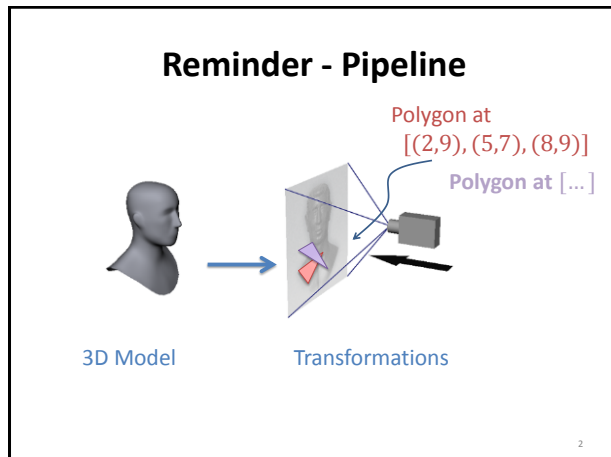 Reminder - Pipeline
Polygon at
[(2,9), (5,7), (8,9)]
Polygon at [...]
3D Model
Transformations
2